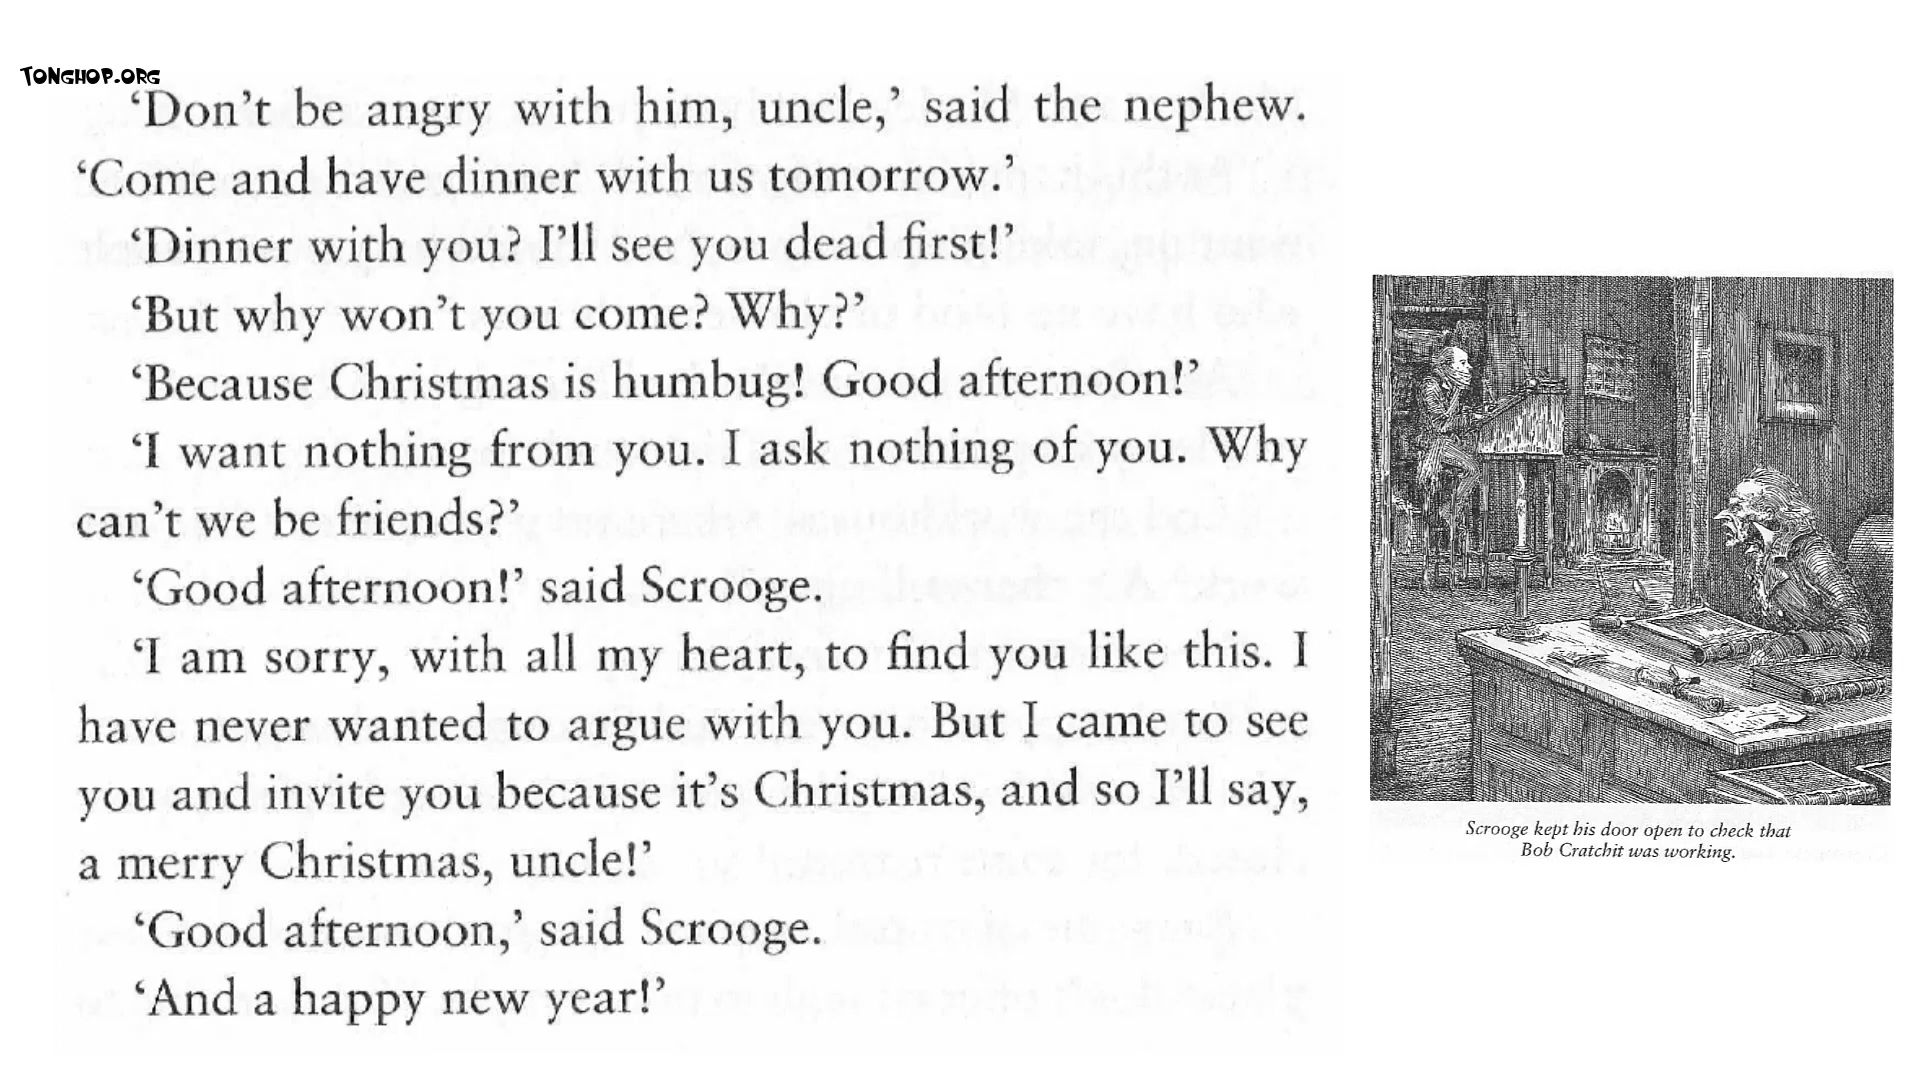 TONGHOP.ORG
‘Don’t be angry with him, uncle,’ said the nephew.
‘Come and have dinner with us tomorrow.’
‘Dinner with you? I’ll see you dead first!’
‘But why won’t you come? Why?’
‘Because Christmas is humbug! Good afternoon!’
‘I want nothing from you. I ask nothing of you. Why
can’t we be friends?’
‘Good afternoon!’ said Scrooge.
‘I am sorry, with all my heart, to find you like this. I
have never wanted to argue with you. But I came to see
you and invite you because it’s Christmas, and so I’ll say,
a merry Christmas, uncle!’
‘Good afternoon,’ said Scrooge.
‘And a happy new year!’
Scrooge kept his door open to check that
Bob Cratchit was working.